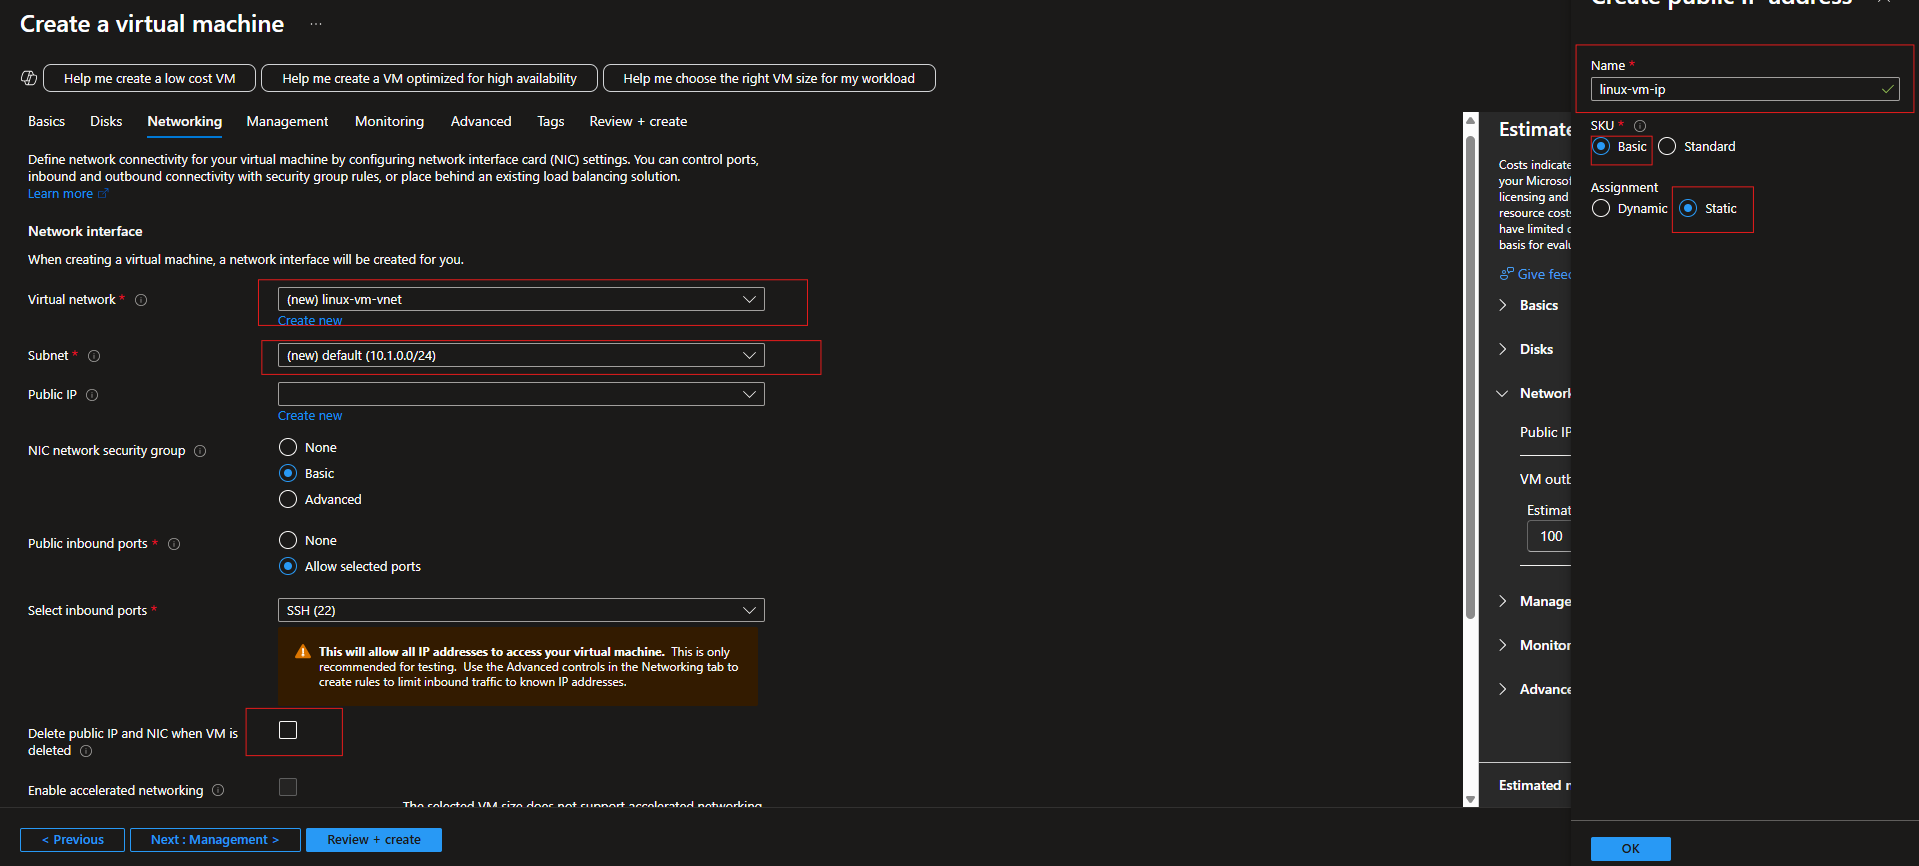 Create a virtual machine ...
Help me create a low cost VM
Help me create a VM optimized for high availability
Help me choose the right VM size for my workload
Basics Disks Networking Management Monitoring Advanced Tags Review + create
Define network connectivity for your virtual machine by configuring network interface card (NIC) settings. You can control ports,
inbound and outbound connectivity with security group rules, or place behind an existing load balancing solution.
Learn more
Network interface
When creating a virtual machine, a network interface will be created for you.
Virtual network *
(new) linux-vm-vnet
Create new
Subnet *
(new) default (10.1.0.0/24)
Public IP
Create new
NIC network security group
None
Basic
Advanced
Public inbound ports *
None
Allow selected ports
Select inbound ports *
SSH (22)
This will allow all IP addresses to access your virtual machine. This is only
recommended for testing. Use the Advanced controls in the Networking tab to
create rules to limit inbound traffic to known IP addresses.
Delete public IP and NIC when VM is
deleted
Enable accelerated networking
The selected VM size does not support accelerated networking.
< Previous
Next : Management >
Review + create
Estimate
Costs indicate
your Microsof
licensing and
resource costs
have limited
basis for evalu
Give feed
Basics
Disks
Network
Public IP
VM outb
Estimat
100
Manage
Monitor
Advance
Estimated
Create public IP address
Name *
linux-vm-ip
SKU *
Basic Standard
Assignment
Dynamic Static
OK